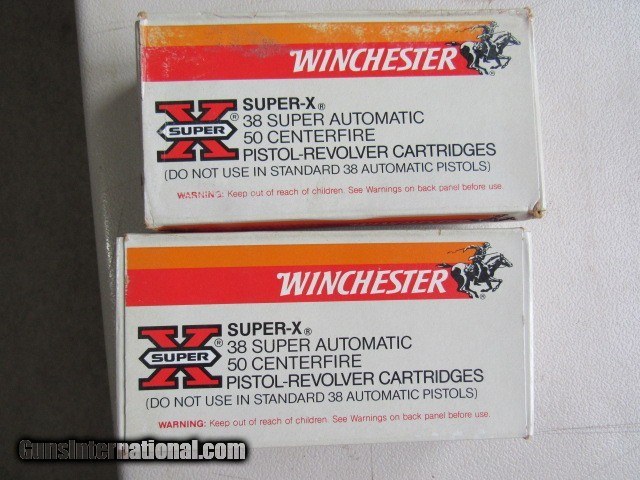 WINCHESTER
®
X
SUPER
®
SUPER-X®
38 SUPER AUTOMATIC
50 CENTERFIRE
PISTOL-REVOLVER CARTRIDGES
(DO NOT USE IN STANDARD 38 AUTOMATIC PISTOLS)
WARNING: Keep out of reach of children. See Warnings on back panel before use.
WINCHESTER
®
X
SUPER
®
SUPER-X®
38 SUPER AUTOMATIC
50 CENTERFIRE
PISTOL-REVOLVER CARTRIDGES
(DO NOT USE IN STANDARD 38 AUTOMATIC PISTOLS)
WARNING: Keep out of reach of children. See Warnings on back panel before use.
GunsInternational.com